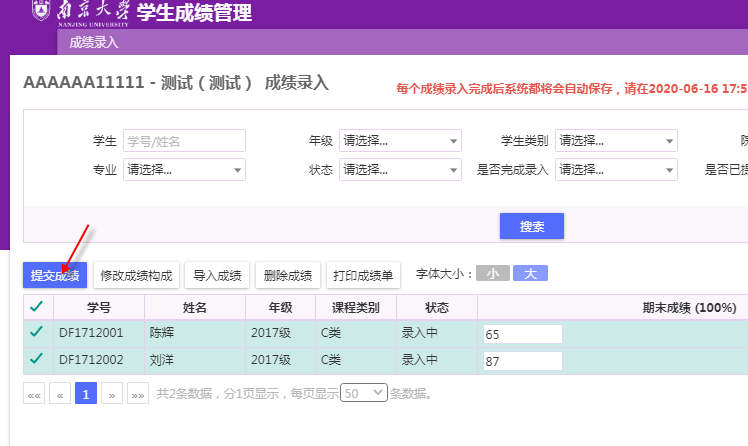 南京大学 学生成绩管理
NANJING UNIVERSITY
成绩录入
AAAAAA11111 - 测试（测试） 成绩录入
每个成绩录入完成后系统都将会自动保存，请在2020-06-16 17:5
学生 学号/姓名 年级 请选择... 学生类别 请选择...
专业 请选择... 状态 请选择... 是否完成录入 请选择... 是否已提
搜索
提交成绩 修改成绩构成 导入成绩 删除成绩 打印成绩单 字体大小： 小 大
学号 姓名 年级 课程类别 状态 期末成绩 (100%)
DF1712001 陈辉 2017级 C类 录入中 65
DF1712002 刘洋 2017级 C类 录入中 87
«« « 1 » »» 共2条数据，分1页显示，每页显示 50 条数据。